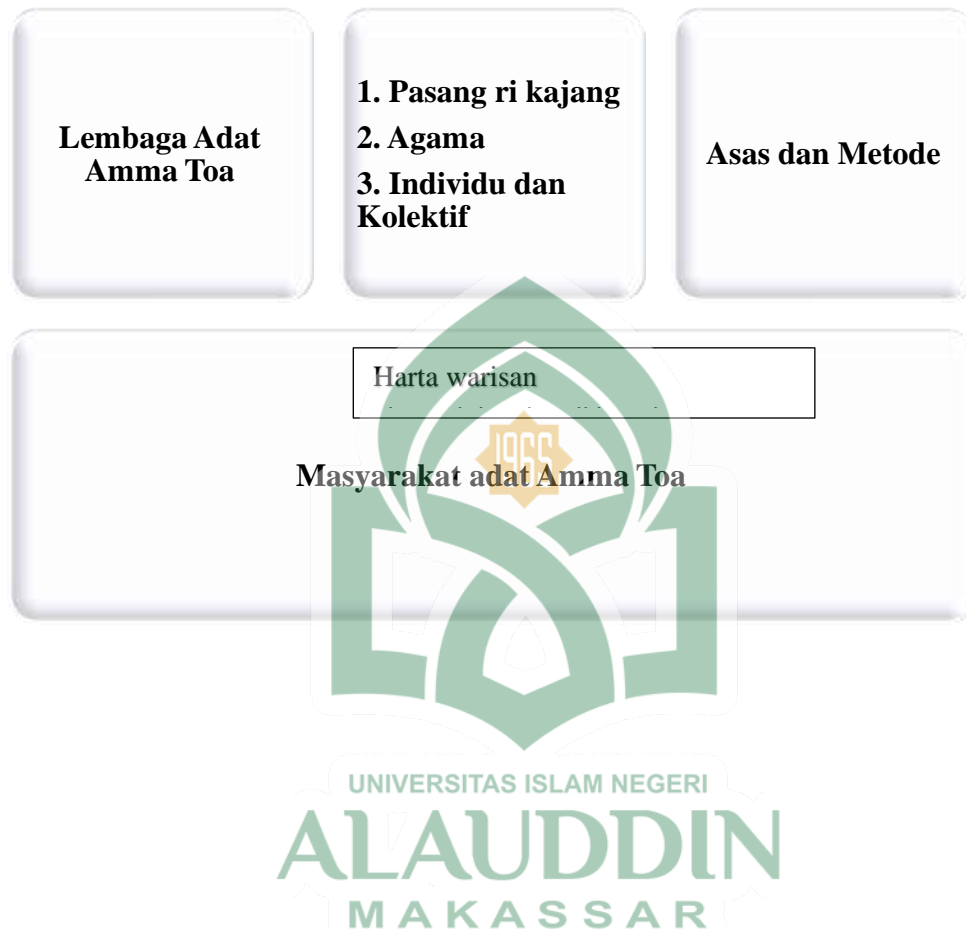 Lembaga Adat
Amma Toa
1. Pasang ri kajang
2. Agama
3. Individu dan
Kolektif
Asas dan Metode
Harta warisan
1965
Masyarakat adat Amma Toa
UNIVERSITAS ISLAM NEGERI
ALAUDDIN
MAKASSAR